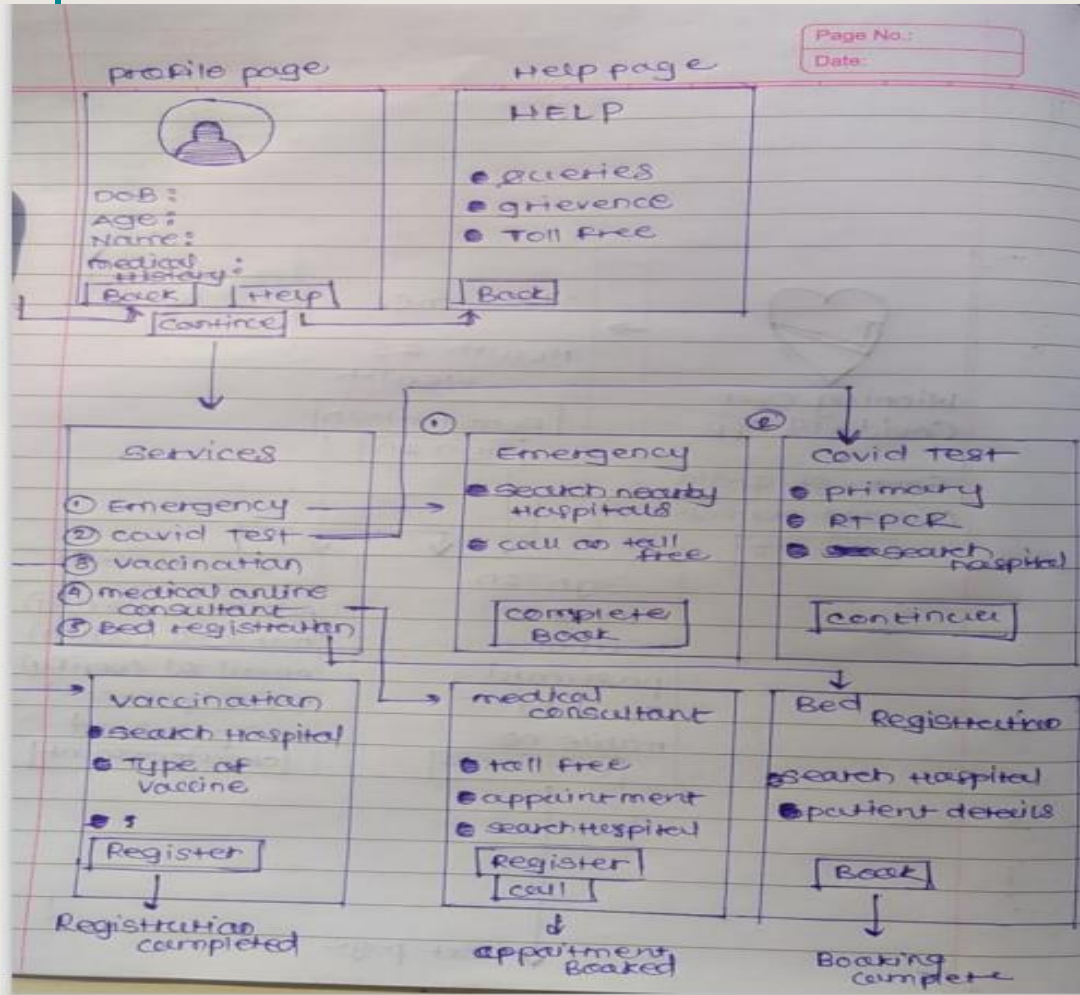 Page No.:
Date:
profile page
Help page
DOB :
Age :
Name :
medical
History :
Back
Help
Continue
HELP
queries
grievence
Toll Free
Back
services
① Emergency
② covid Test
③ vaccination
④ medical online
consultant
⑤ Bed registration
①
Emergency
search nearby
Hospitals
call on toll
free
complete
Book
②
Covid Test
primary
RTPCR
search
hospital
continue
vaccination
search Hospital
Type of
vaccine
Register
Registration
completed
medical
consultant
toll free
appointment
search Hospital
Register
call
appoitment
Booked
Bed
Registration
search Hospital
patient details
Book
Booking
complete